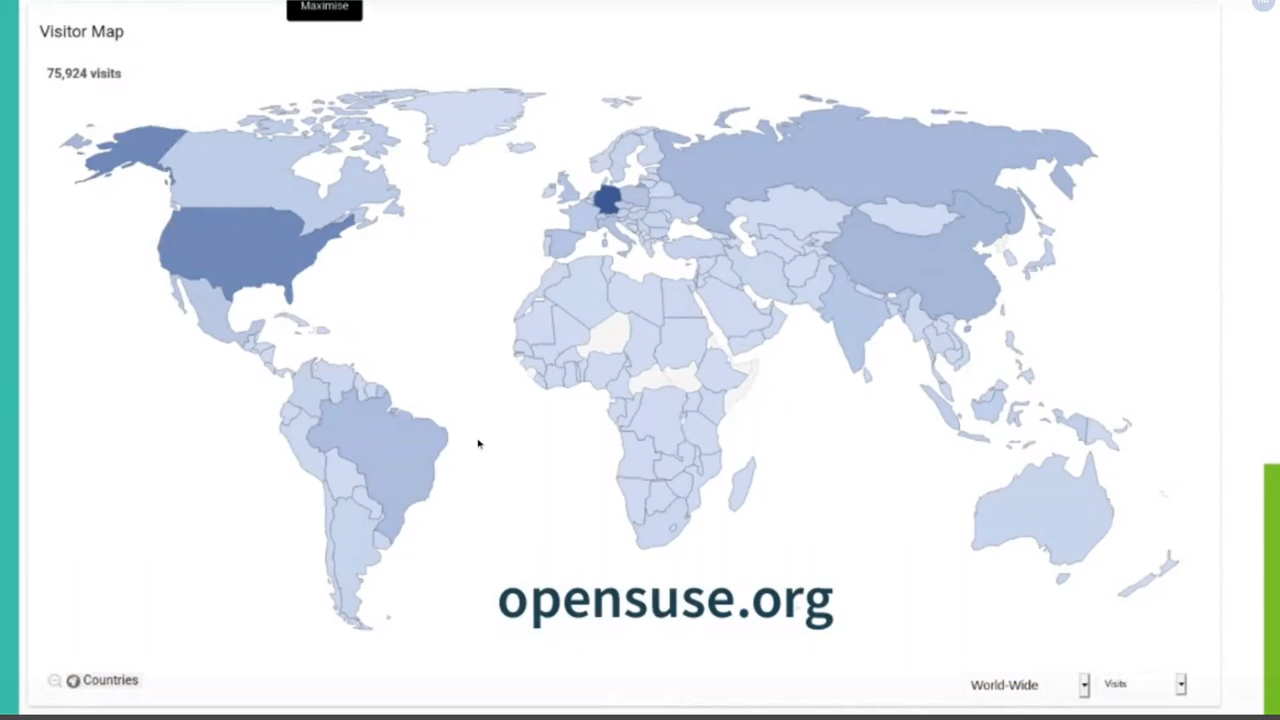 Maximise
Visitor Map
75,924 visits
opensuse.org
Countries
World-Wide
Visits